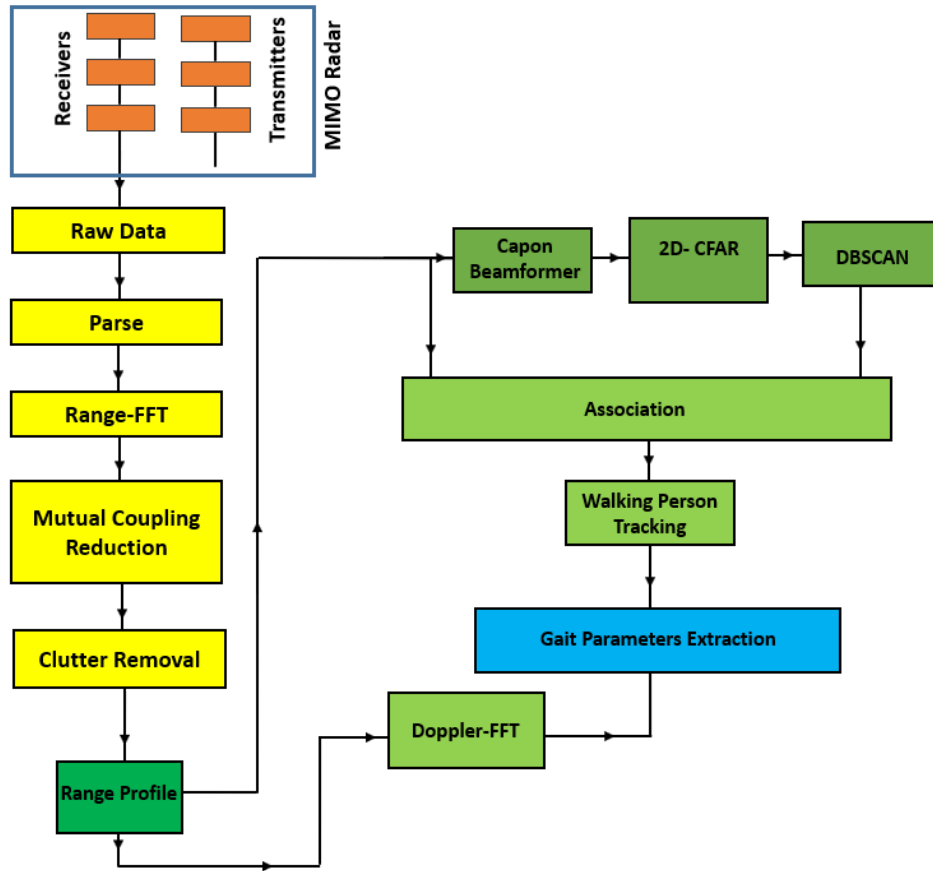 Receivers
Transmitters
MIMO Radar
Raw Data
Parse
Range-FFT
Mutual Coupling
Reduction
Clutter Removal
Range Profile
Capon
Beamformer
2D- CFAR
DBSCAN
Association
Walking Person
Tracking
Gait Parameters Extraction
Doppler-FFT